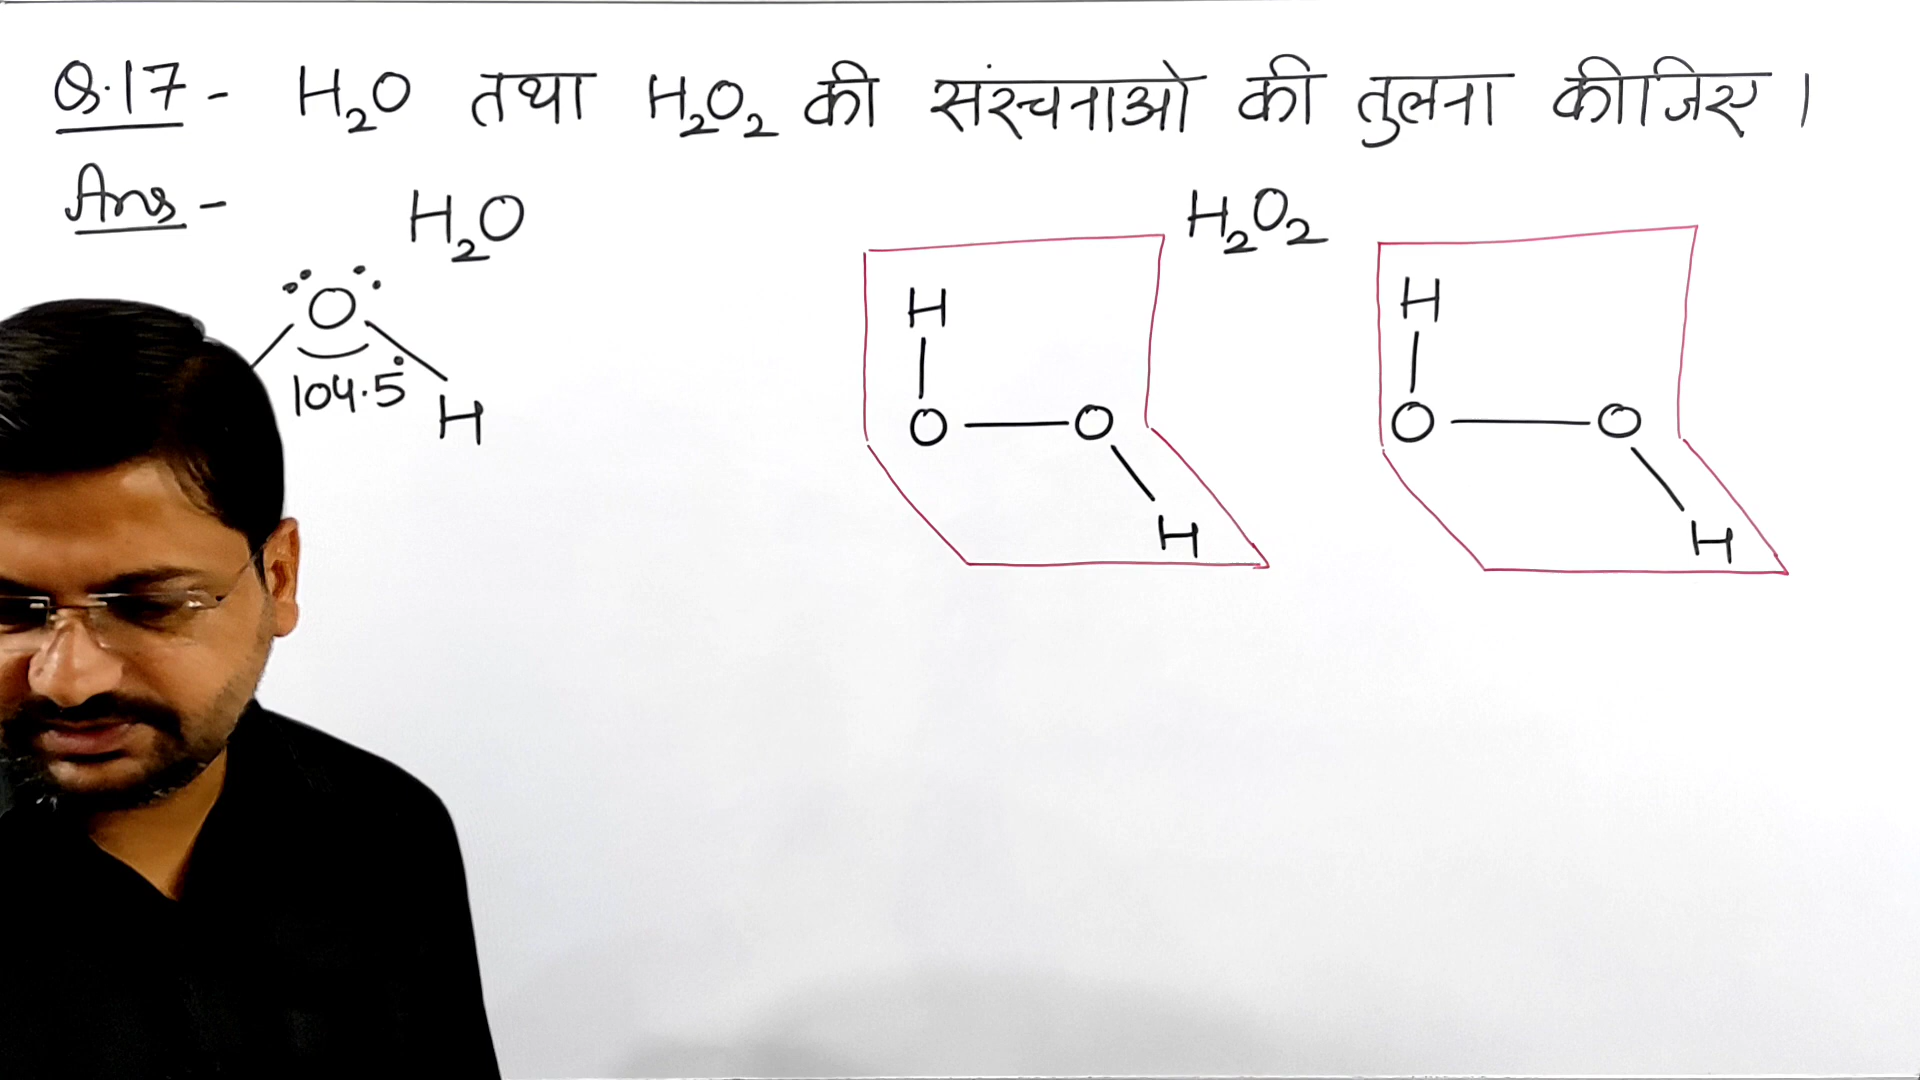 Q.17- H₂O तथा H₂O₂ की संरचनाओ की तुलना कीजिए।
Ans -
H₂O
H₂O₂
O
104.5°
H
H
O — O
H
H
O — O
H